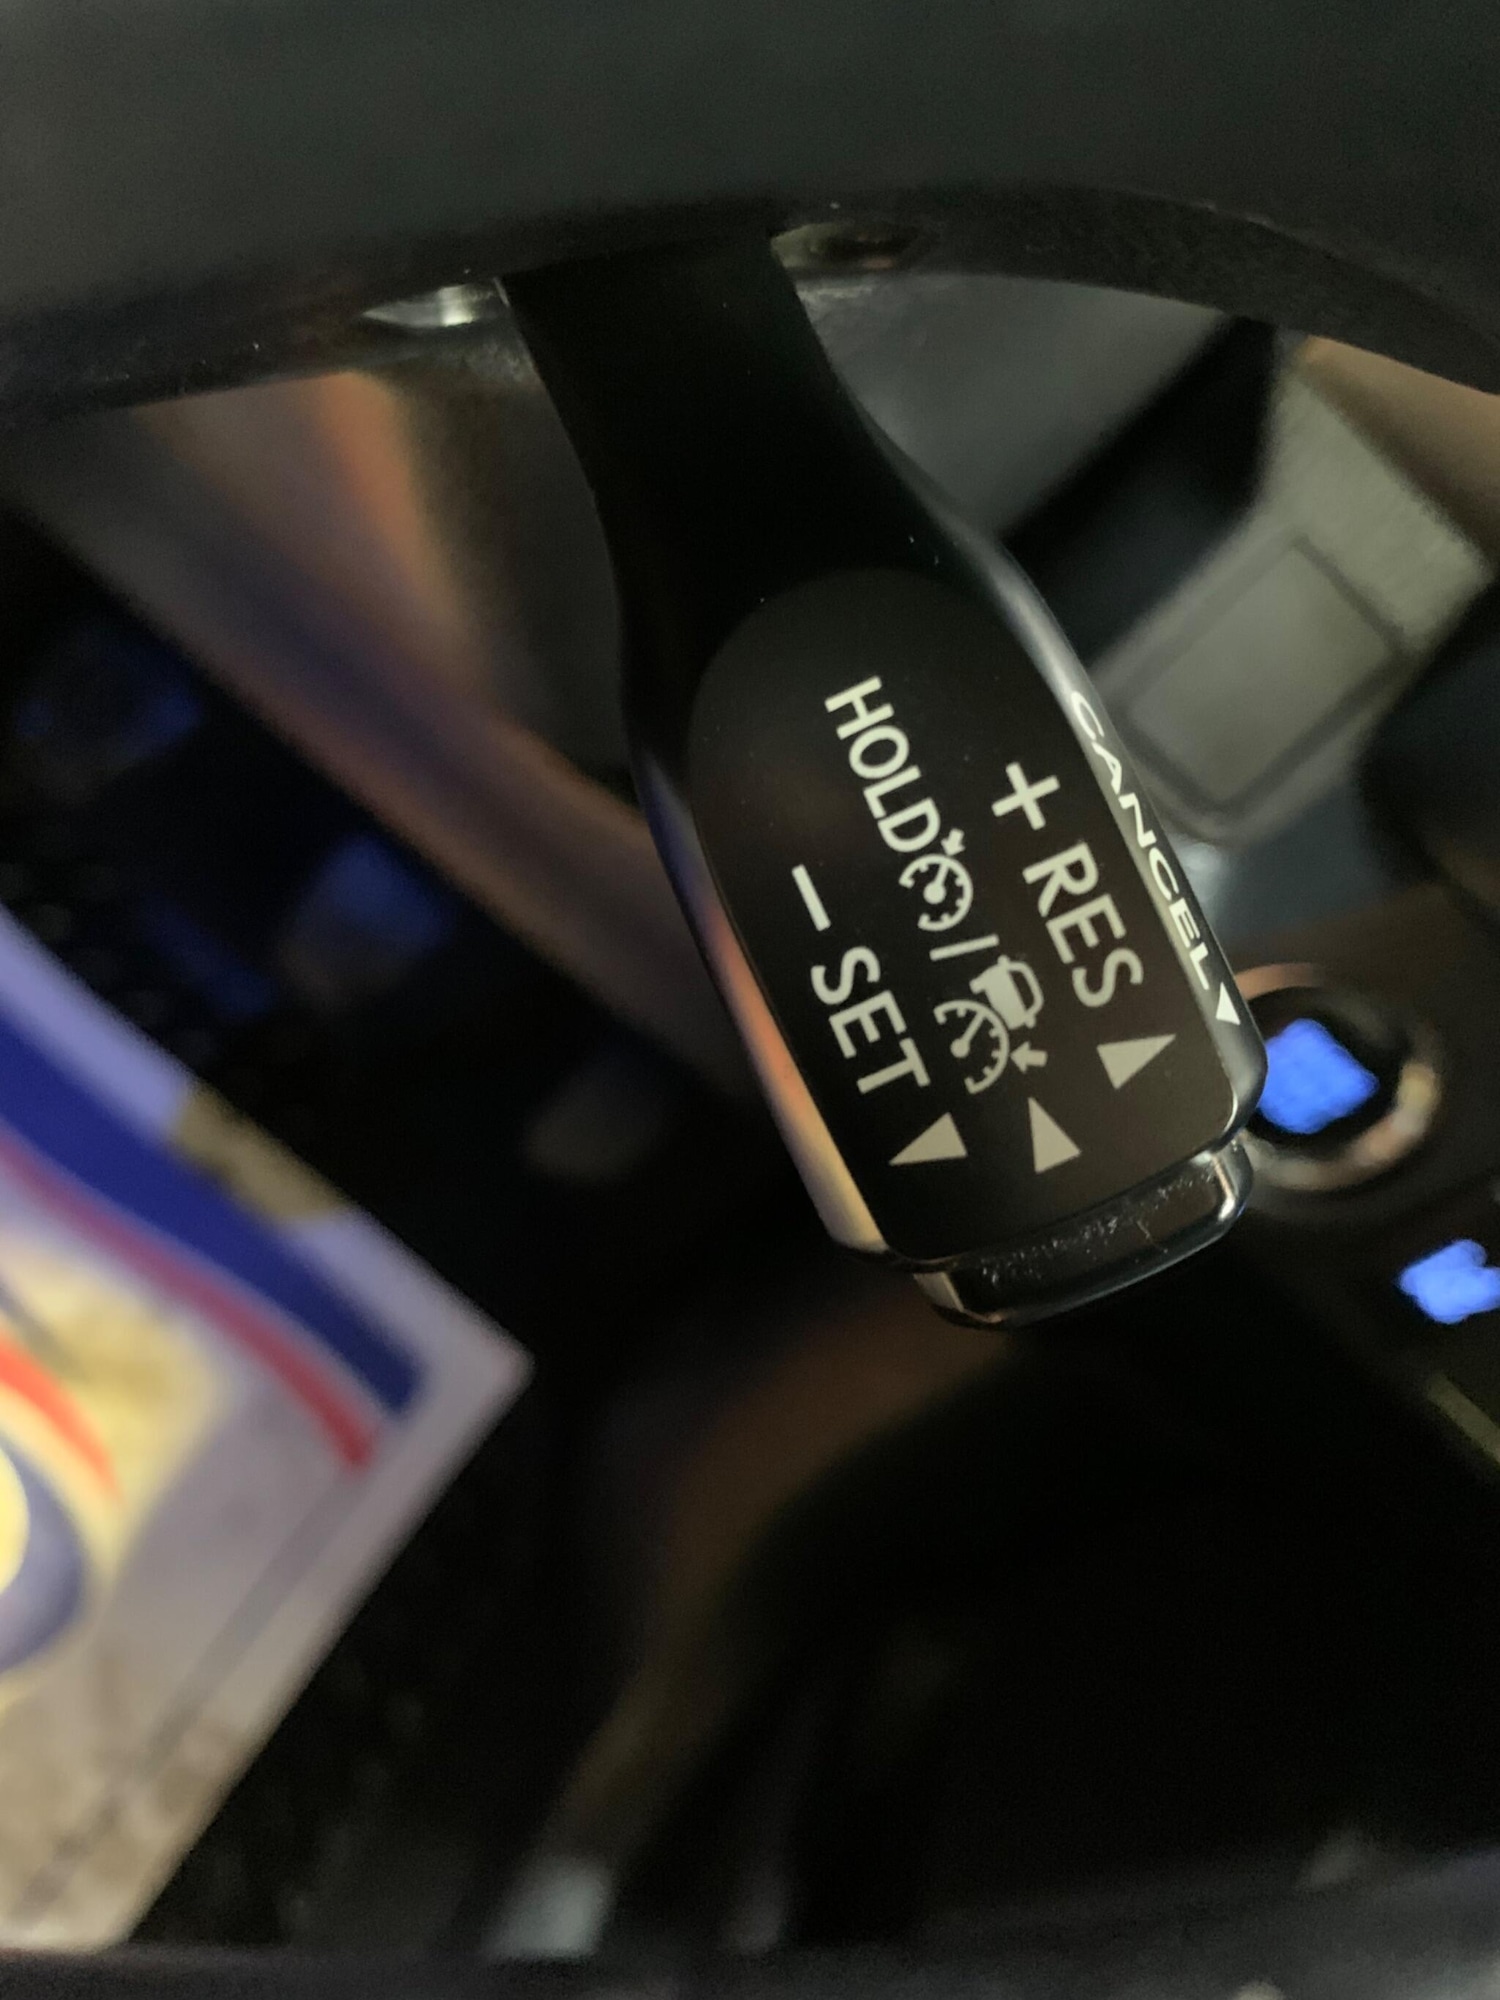 CANCEL
+ RES
HOLD /
− SET